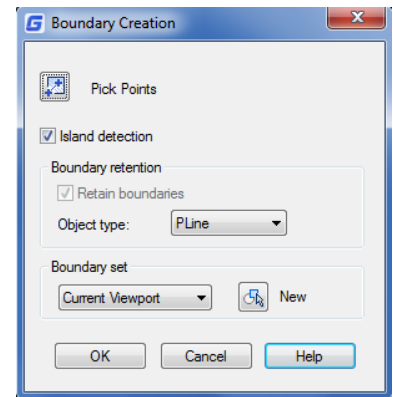 Boundary Creation
Pick Points
Island detection
Boundary retention
Retain boundaries
Object type: PLine
Boundary set
Current Viewport New
OK Cancel Help